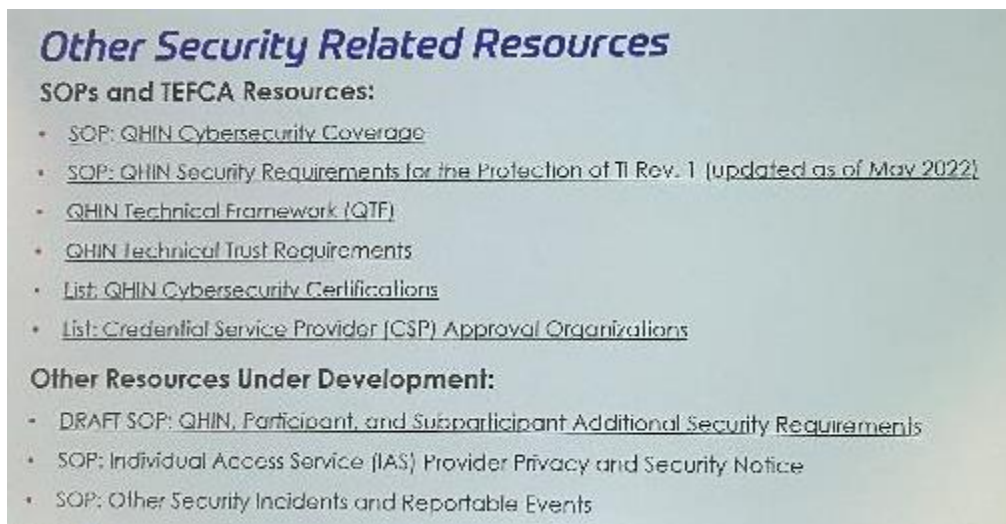 Other Security Related Resources
SOPs and TEFCA Resources:
• SOP: QHIN Cybersecurity Coverage
• SOP: QHIN Security Requirements for the Protection of TI Rev. 1 (updated as of May 2022)
• QHIN Technical Framework (QTF)
• QHIN Technical Trust Requirements
• List: QHIN Cybersecurity Certifications
• List: Credential Service Provider (CSP) Approval Organizations
Other Resources Under Development:
• DRAFT SOP: QHIN, Participant, and Subparticipant Additional Security Requirements
• SOP: Individual Access Service (IAS) Provider Privacy and Security Notice
• SOP: Other Security Incidents and Reportable Events